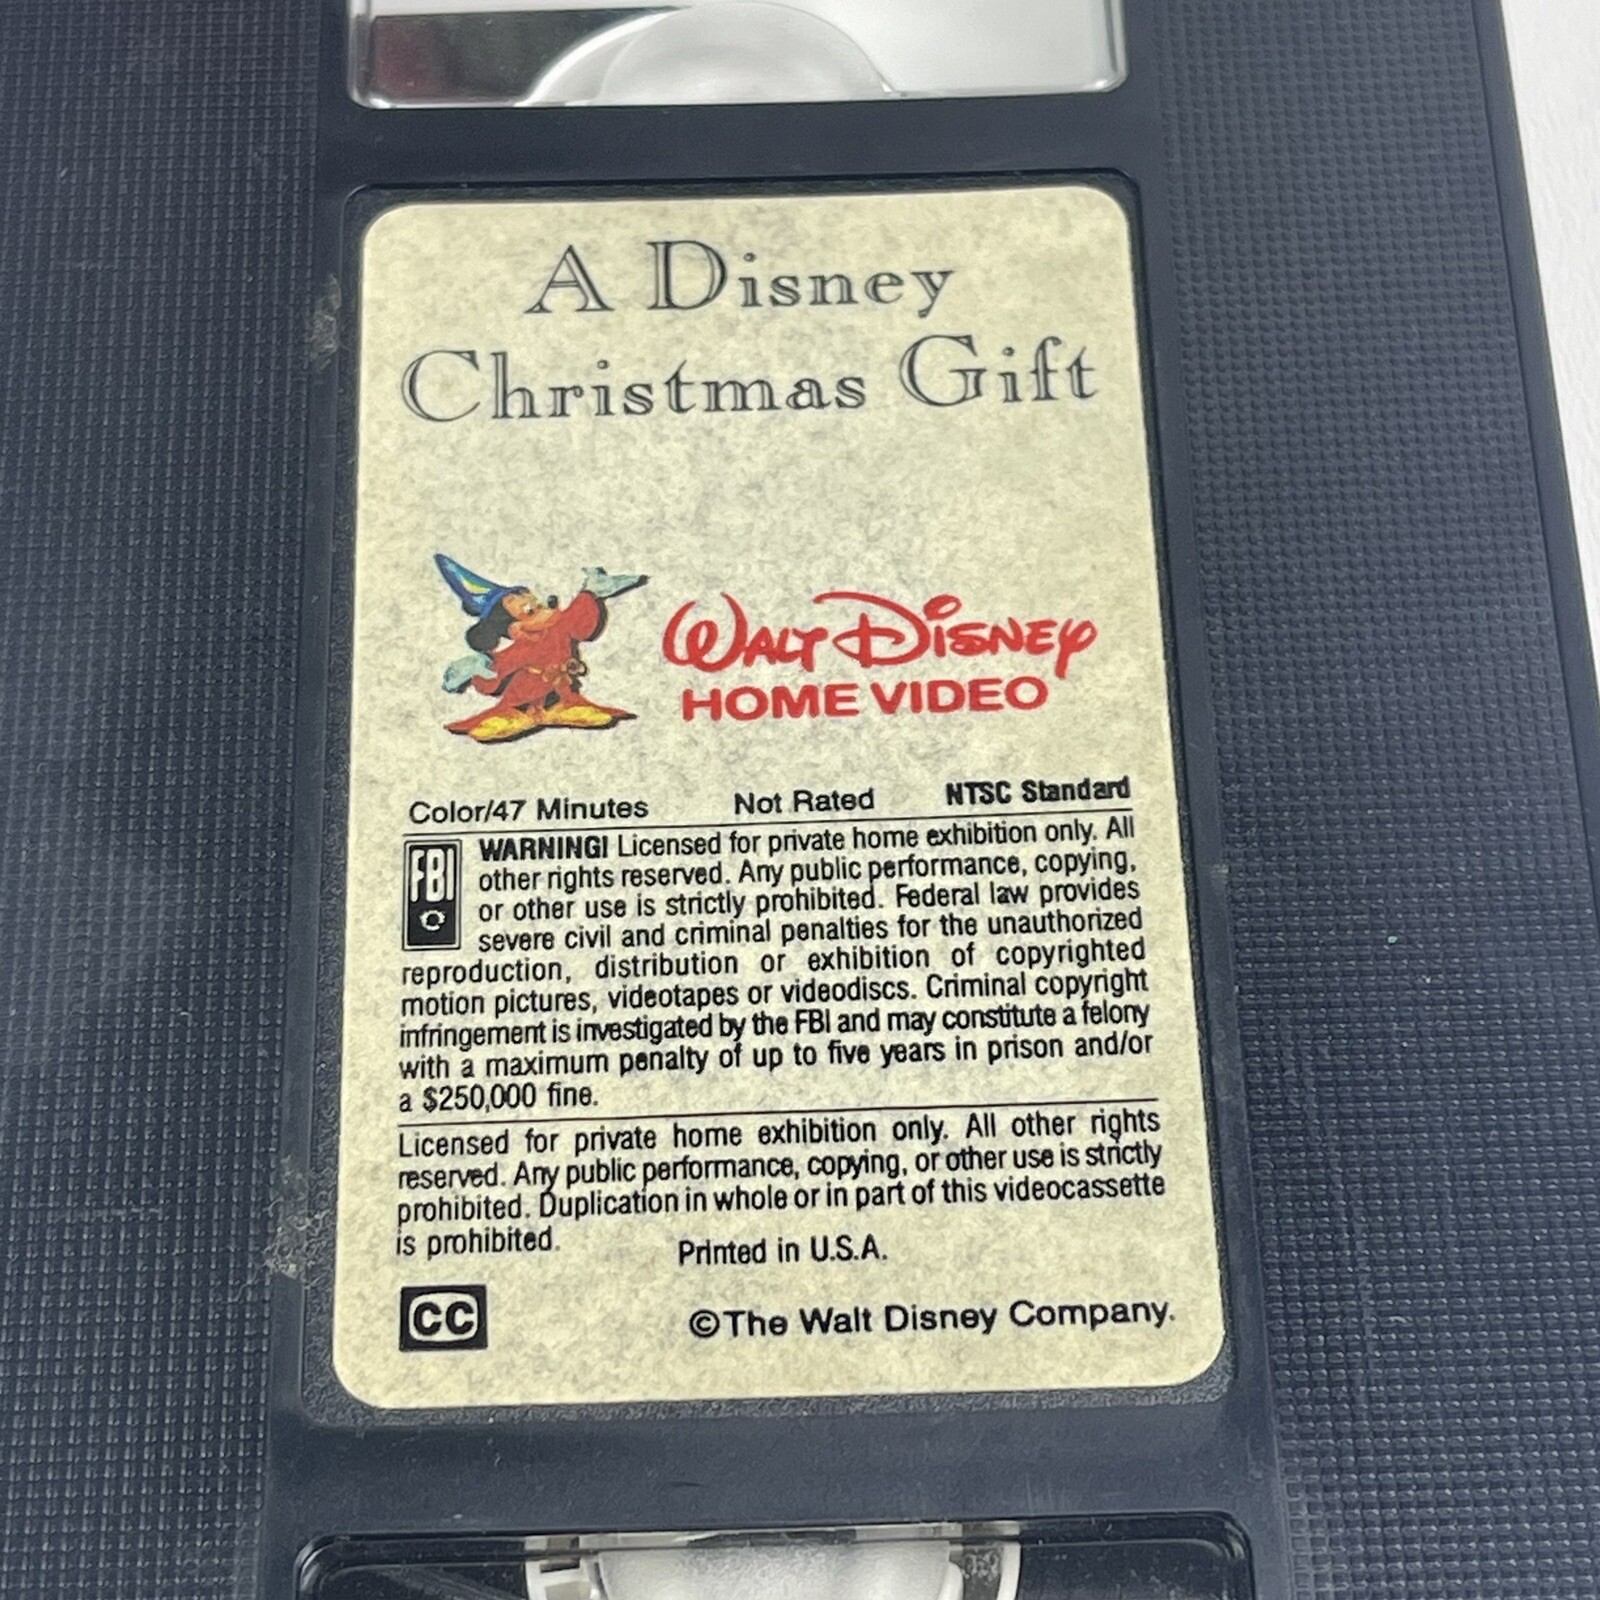 A Disney
Christmas Gift
WALT DISNEY
HOME VIDEO
Color/47 Minutes Not Rated NTSC Standard
FBI
WARNING! Licensed for private home exhibition only. All
other rights reserved. Any public performance, copying,
or other use is strictly prohibited. Federal law provides
severe civil and criminal penalties for the unauthorized
reproduction, distribution or exhibition of copyrighted
motion pictures, videotapes or videodiscs. Criminal copyright
infringement is investigated by the FBI and may constitute a felony
with a maximum penalty of up to five years in prison and/or
a $250,000 fine.
Licensed for private home exhibition only. All other rights
reserved. Any public performance, copying, or other use is strictly
prohibited. Duplication in whole or in part of this videocassette
is prohibited.
Printed in U.S.A.
CC
©The Walt Disney Company.